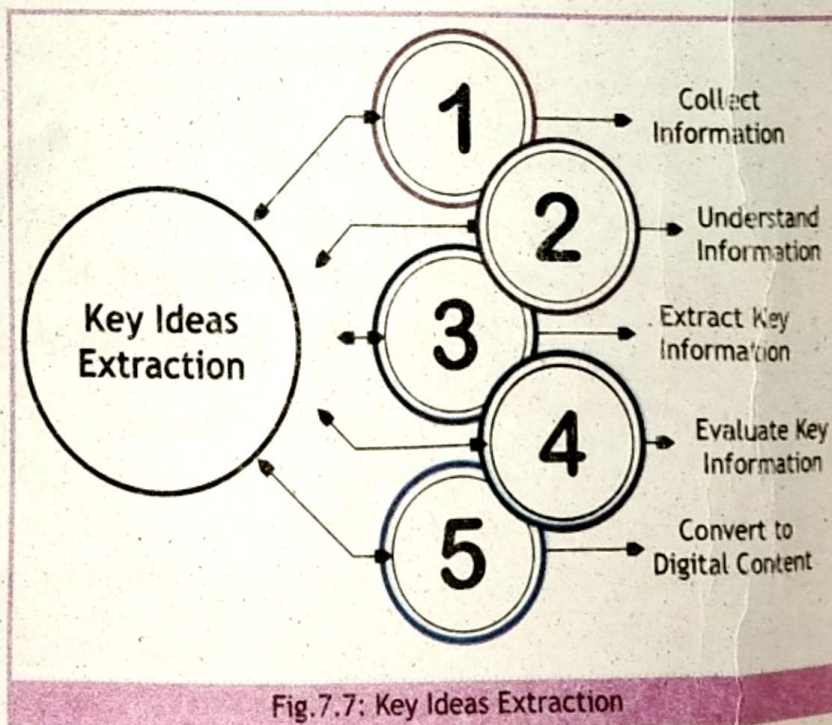 Key Ideas
Extraction
1
Collect
Information
2
Understand
Information
3
Extract Key
Information
4
Evaluate Key
Information
5
Convert to
Digital Content
Fig.7.7: Key Ideas Extraction